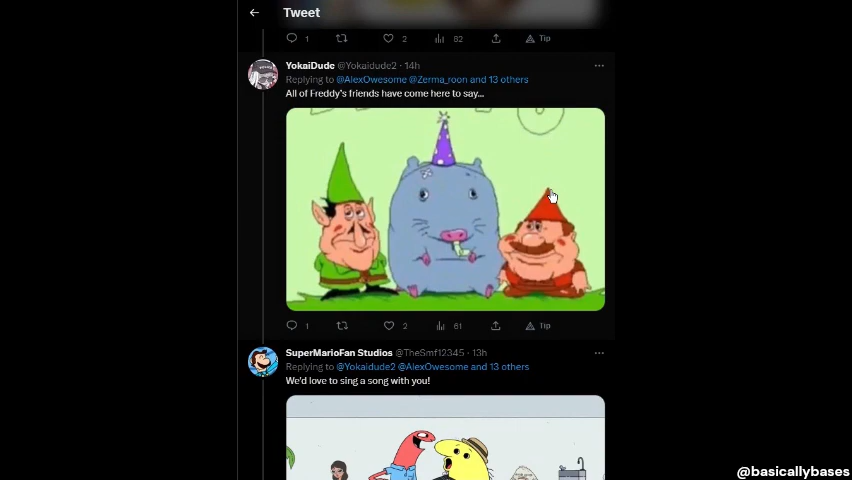 Tweet
1
2
82
Tip
YokaiDude @Yokaidude2 · 14h
Replying to @AlexOwesome @Zerma_roon and 13 others
All of Freddy's friends have come here to say...
1
2
61
Tip
SuperMarioFan Studios @TheSmf12345 · 13h
Replying to @Yokaidude2 @AlexOwesome and 13 others
We'd love to sing a song with you!
@basicallybases